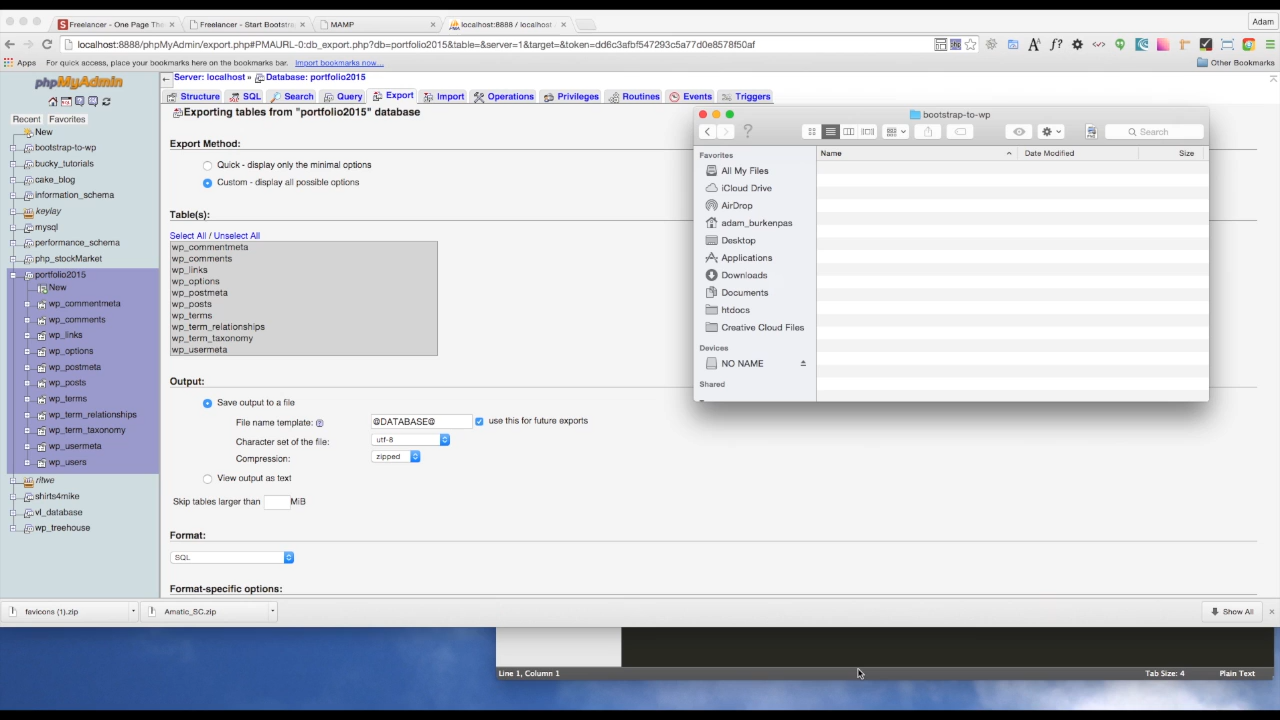 Freelancer - One Page The
Freelancer - Start Bootstra
MAMP
localhost:8888 / localhost
Adam
localhost:8888/phpMyAdmin/export.php#PMAURL-0:db_export.php?db=portfolio2015&table=&server=1&target=&token=dd6c3afbf547293c5a77d0e8578f50af
Apps
For quick access, place your bookmarks here on the bookmarks bar.
Import bookmarks now...
Other Bookmarks
phpMyAdmin
Recent
Favorites
New
bootstrap-to-wp
bucky_tutorials
cake_blog
information_schema
keylay
mysql
performance_schema
php_stockMarket
portfolio2015
New
wp_commentmeta
wp_comments
wp_links
wp_options
wp_postmeta
wp_posts
wp_terms
wp_term_relationships
wp_term_taxonomy
wp_usermeta
wp_users
ritwe
shirts4mike
vl_database
wp_treehouse
Server: localhost » Database: portfolio2015
Structure
SQL
Search
Query
Export
Import
Operations
Privileges
Routines
Events
Triggers
Exporting tables from "portfolio2015" database
Export Method:
Quick - display only the minimal options
Custom - display all possible options
Table(s):
Select All / Unselect All
wp_commentmeta
wp_comments
wp_links
wp_options
wp_postmeta
wp_posts
wp_terms
wp_term_relationships
wp_term_taxonomy
wp_usermeta
Output:
Save output to a file
File name template: @DATABASE@ use this for future exports
Character set of the file: utf-8
Compression: zipped
View output as text
Skip tables larger than MiB
Format:
SQL
Format-specific options:
bootstrap-to-wp
Search
Favorites
All My Files
iCloud Drive
AirDrop
adam_burkenpas
Desktop
Applications
Downloads
Documents
htdocs
Creative Cloud Files
Devices
NO NAME
Shared
Name
Date Modified
Size
favicons (1).zip
Amatic_SC.zip
Show All
Line 1, Column 1
Tab Size: 4
Plain Text